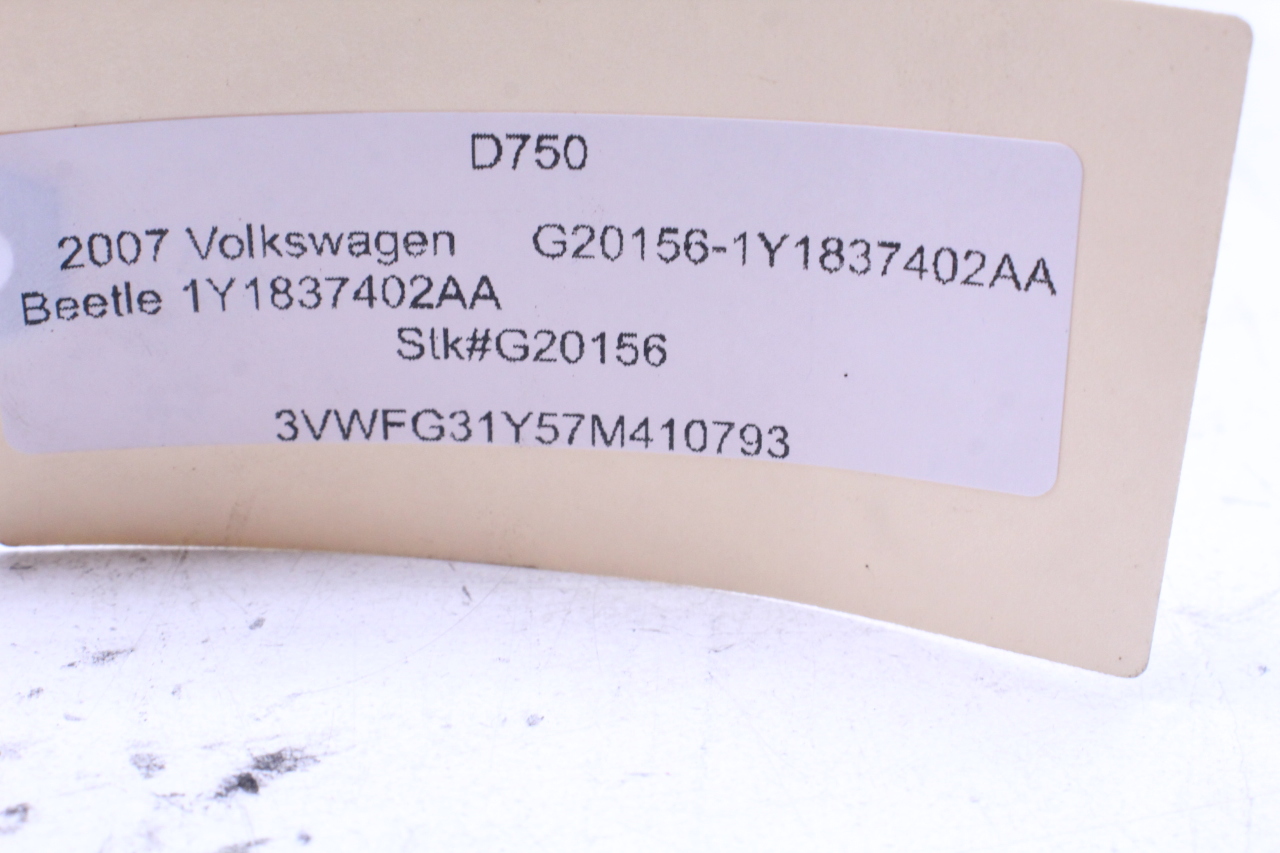 D750
2007 Volkswagen G20156-1Y1837402AA
Beetle 1Y1837402AA
Stk#G20156
3VWFG31Y57M410793